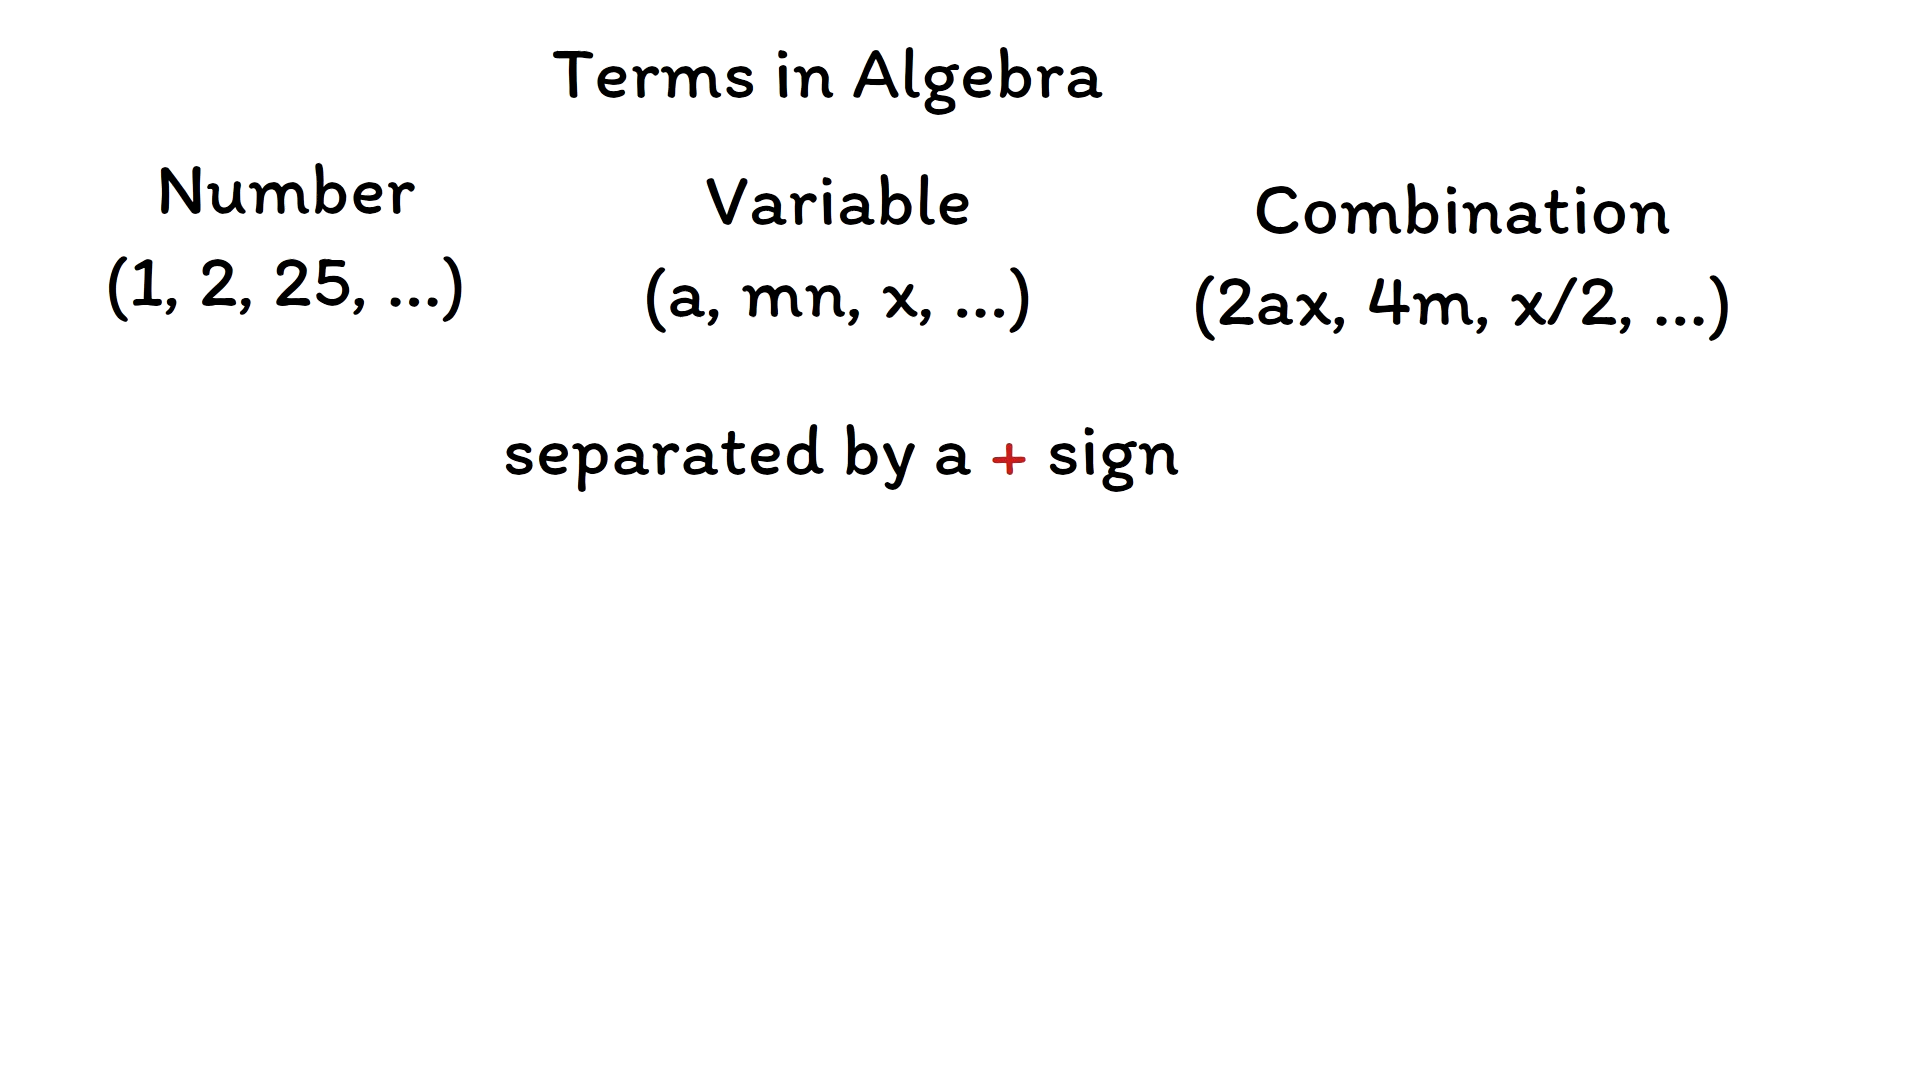 Terms in Algebra
Number
(1, 2, 25, ...)
Variable
(a, mn, x, ...)
Combination
(2ax, 4m, x/2, ...)
separated by a + sign